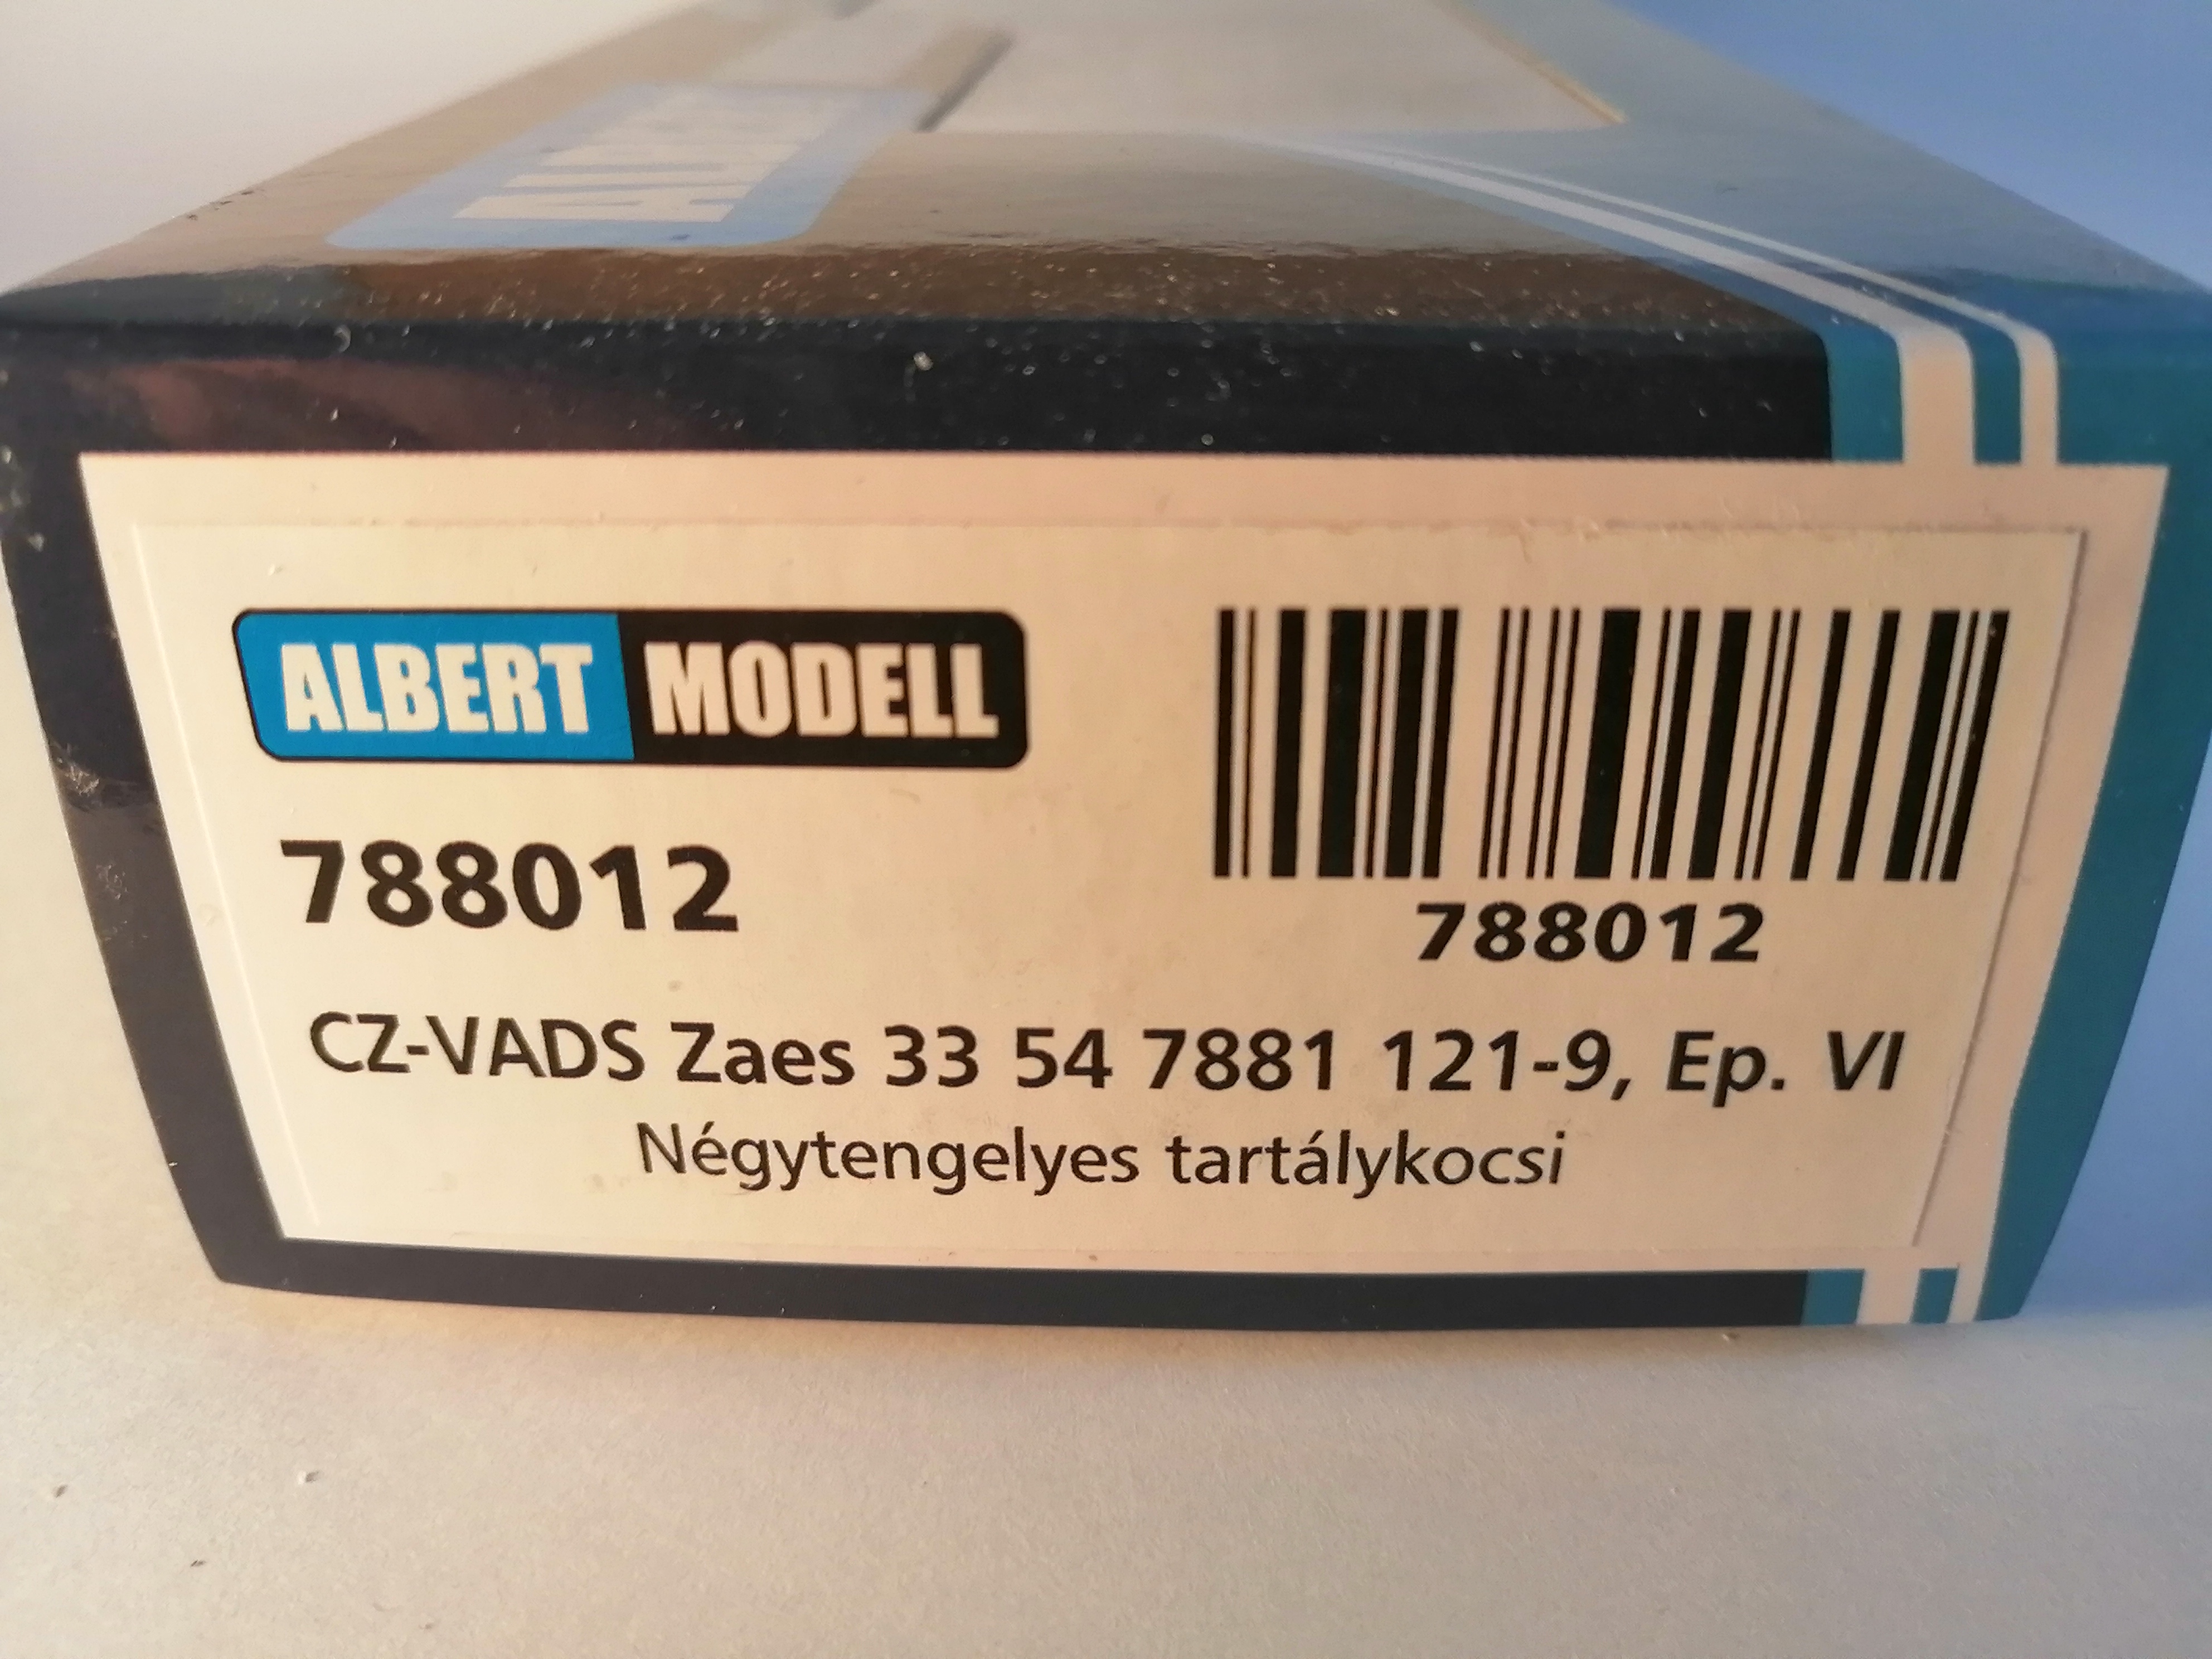 ALBERT MODELL
788012
788012
CZ-VADS Zaes 33 54 7881 121-9, Ep. VI
Négytengelyes tartálykocsi